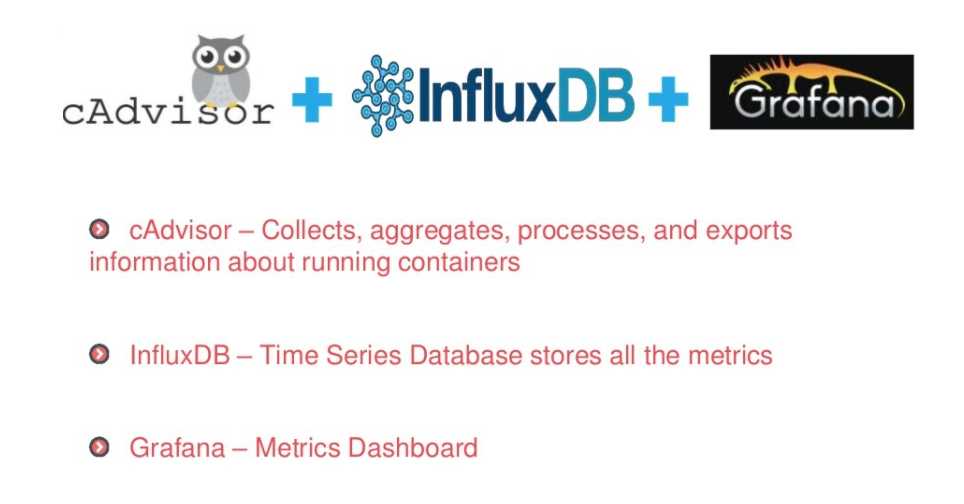 cAdvisor + InfluxDB + Grafana
cAdvisor – Collects, aggregates, processes, and exports
information about running containers
InfluxDB – Time Series Database stores all the metrics
Grafana – Metrics Dashboard